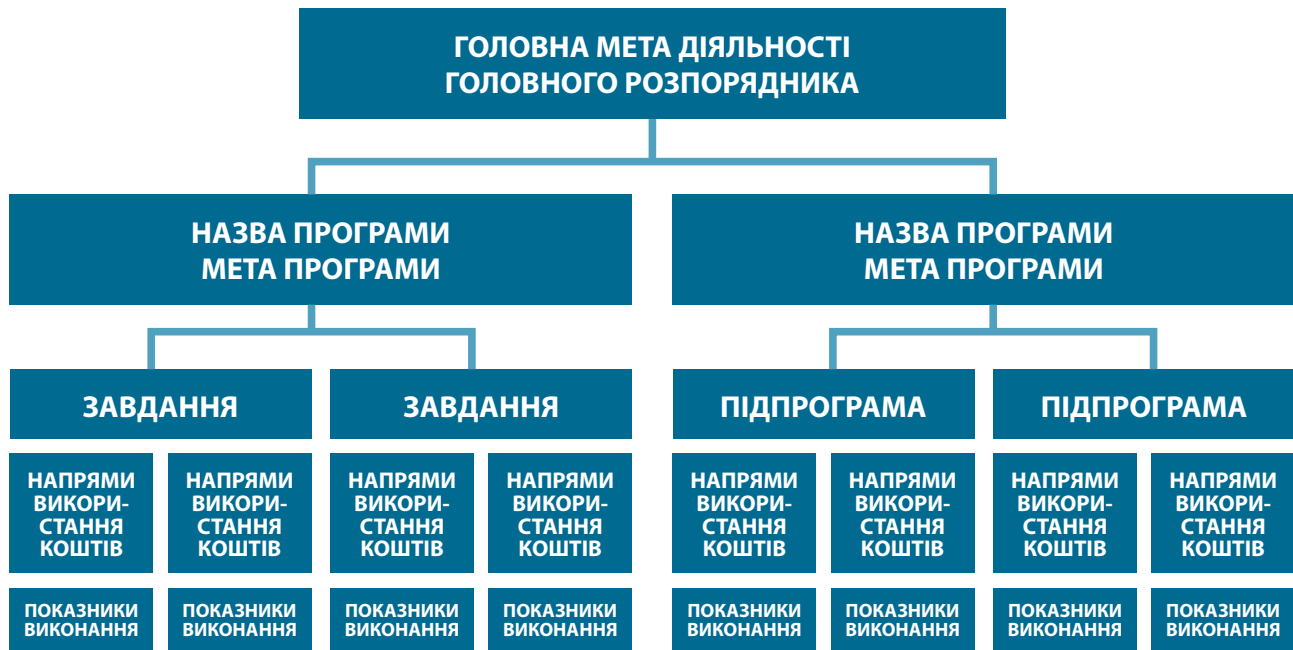 ГОЛОВНА МЕТА ДІЯЛЬНОСТІ
ГОЛОВНОГО РОЗПОРЯДНИКА
НАЗВА ПРОГРАМИ
МЕТА ПРОГРАМИ
НАЗВА ПРОГРАМИ
МЕТА ПРОГРАМИ
ЗАВДАННЯ
ЗАВДАННЯ
ПІДПРОГРАМА
ПІДПРОГРАМА
НАПРЯМИ
ВИКОРИ-
СТАННЯ
КОШТІВ
НАПРЯМИ
ВИКОРИ-
СТАННЯ
КОШТІВ
НАПРЯМИ
ВИКОРИ-
СТАННЯ
КОШТІВ
НАПРЯМИ
ВИКОРИ-
СТАННЯ
КОШТІВ
НАПРЯМИ
ВИКОРИ-
СТАННЯ
КОШТІВ
НАПРЯМИ
ВИКОРИ-
СТАННЯ
КОШТІВ
НАПРЯМИ
ВИКОРИ-
СТАННЯ
КОШТІВ
НАПРЯМИ
ВИКОРИ-
СТАННЯ
КОШТІВ
ПОКАЗНИКИ
ВИКОНАННЯ
ПОКАЗНИКИ
ВИКОНАННЯ
ПОКАЗНИКИ
ВИКОНАННЯ
ПОКАЗНИКИ
ВИКОНАННЯ
ПОКАЗНИКИ
ВИКОНАННЯ
ПОКАЗНИКИ
ВИКОНАННЯ
ПОКАЗНИКИ
ВИКОНАННЯ
ПОКАЗНИКИ
ВИКОНАННЯ